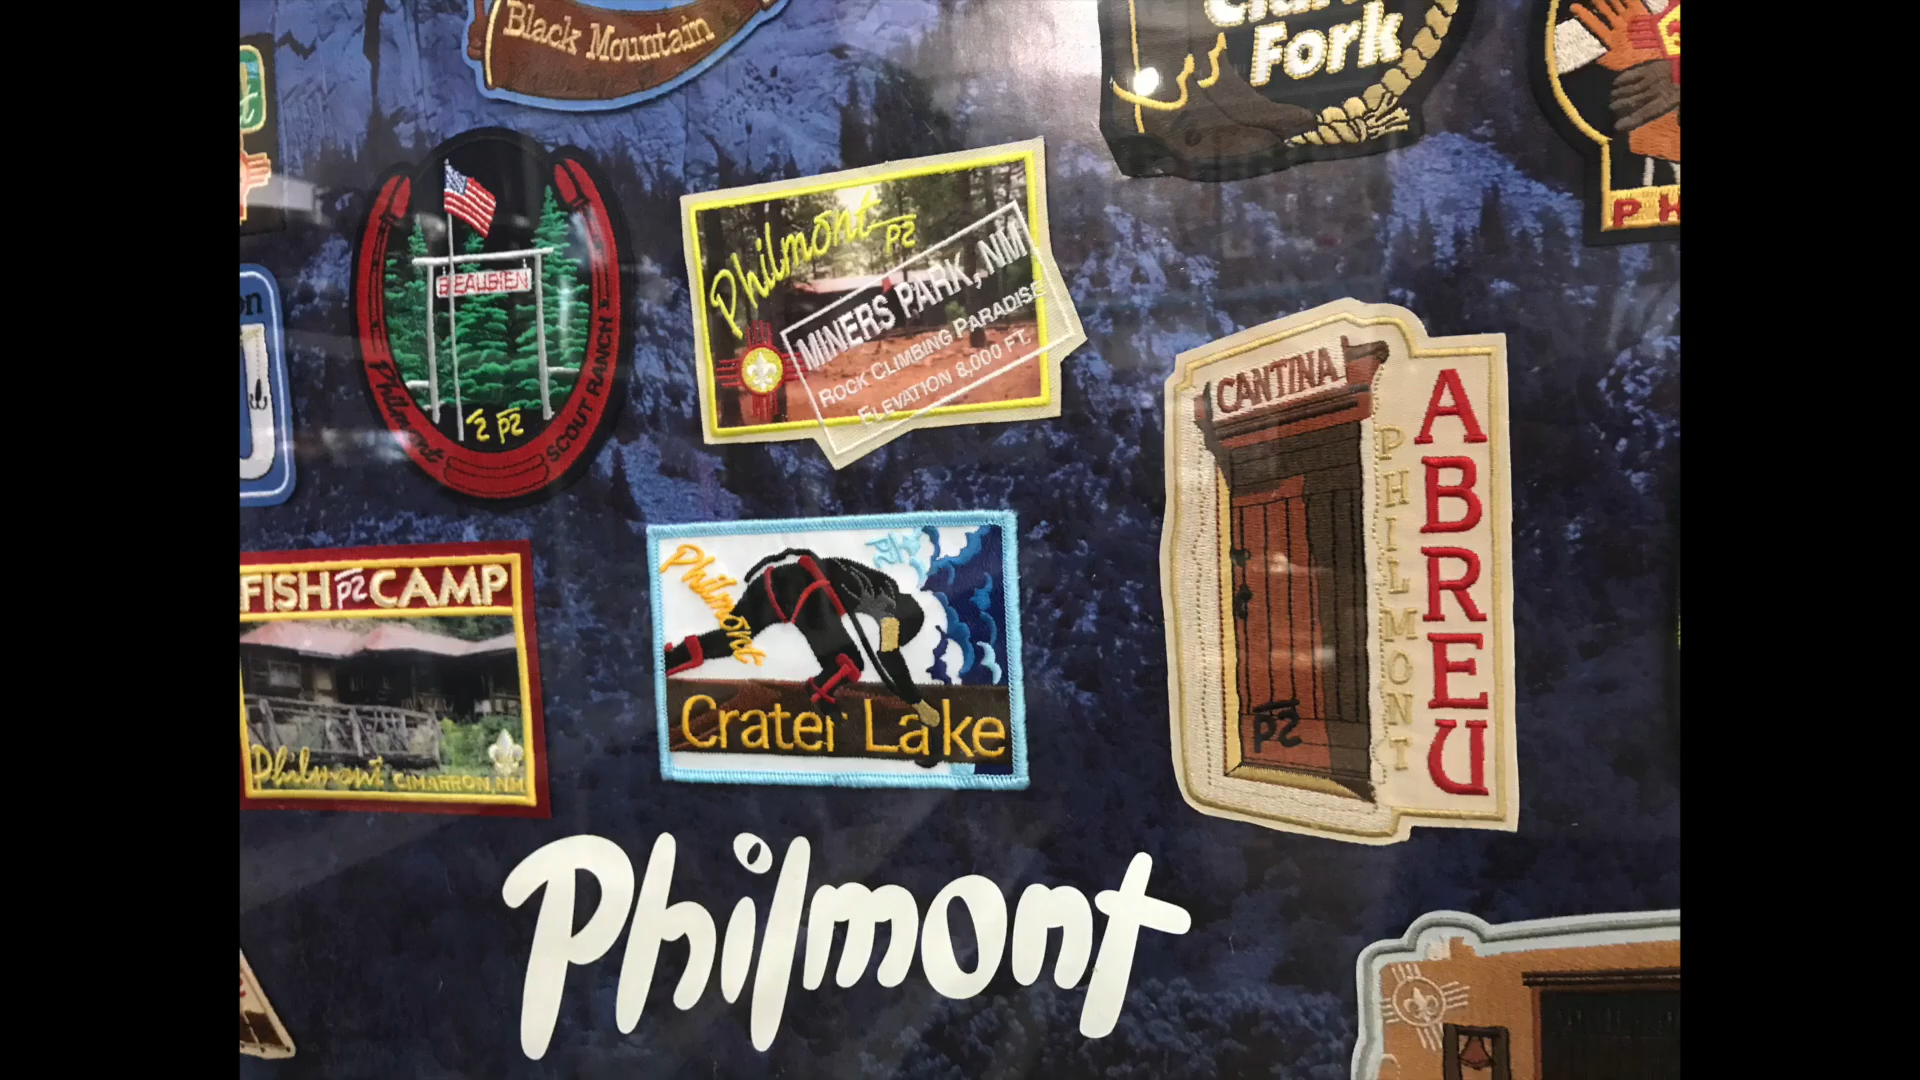 Black Mountain
Fork
BEAUBIEN
Philmont
SCOUT RANCH
Philmont
MINERS PARK, NM
ROCK CLIMBING PARADISE
ELEVATION 8,000 FT.
CANTINA
PHILMONT
ABREU
FISH CAMP
Philmont CIMARRON, NM
Philmont
Crater Lake
Philmont